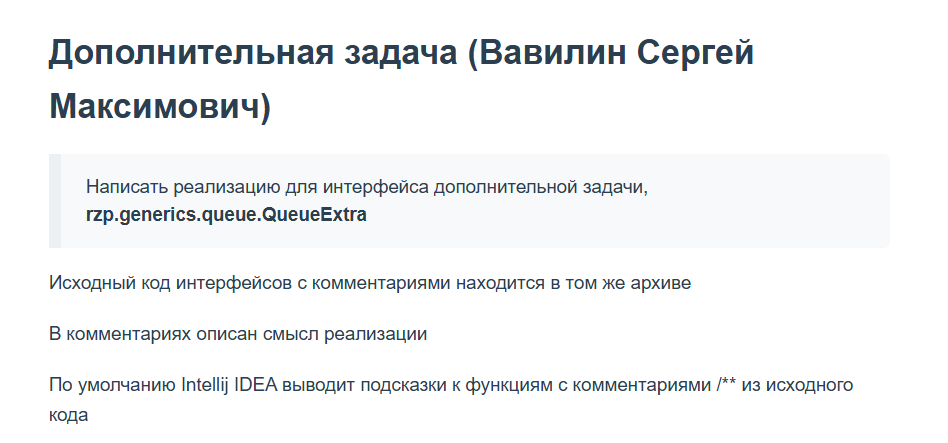 Дополнительная задача (Вавилин Сергей
Максимович)
Написать реализацию для интерфейса дополнительной задачи,
rzp.generics.queue.QueueExtra
Исходный код интерфейсов с комментариями находится в том же архиве
В комментариях описан смысл реализации
По умолчанию Intellij IDEA выводит подсказки к функциям с комментариями /** из исходного
кода